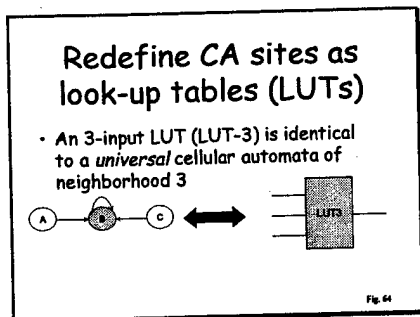 Redefine CA sites as
look-up tables (LUTs)
• An 3-input LUT (LUT-3) is identical
to a universal cellular automata of
neighborhood 3
A B C LUT3
Fig. 64